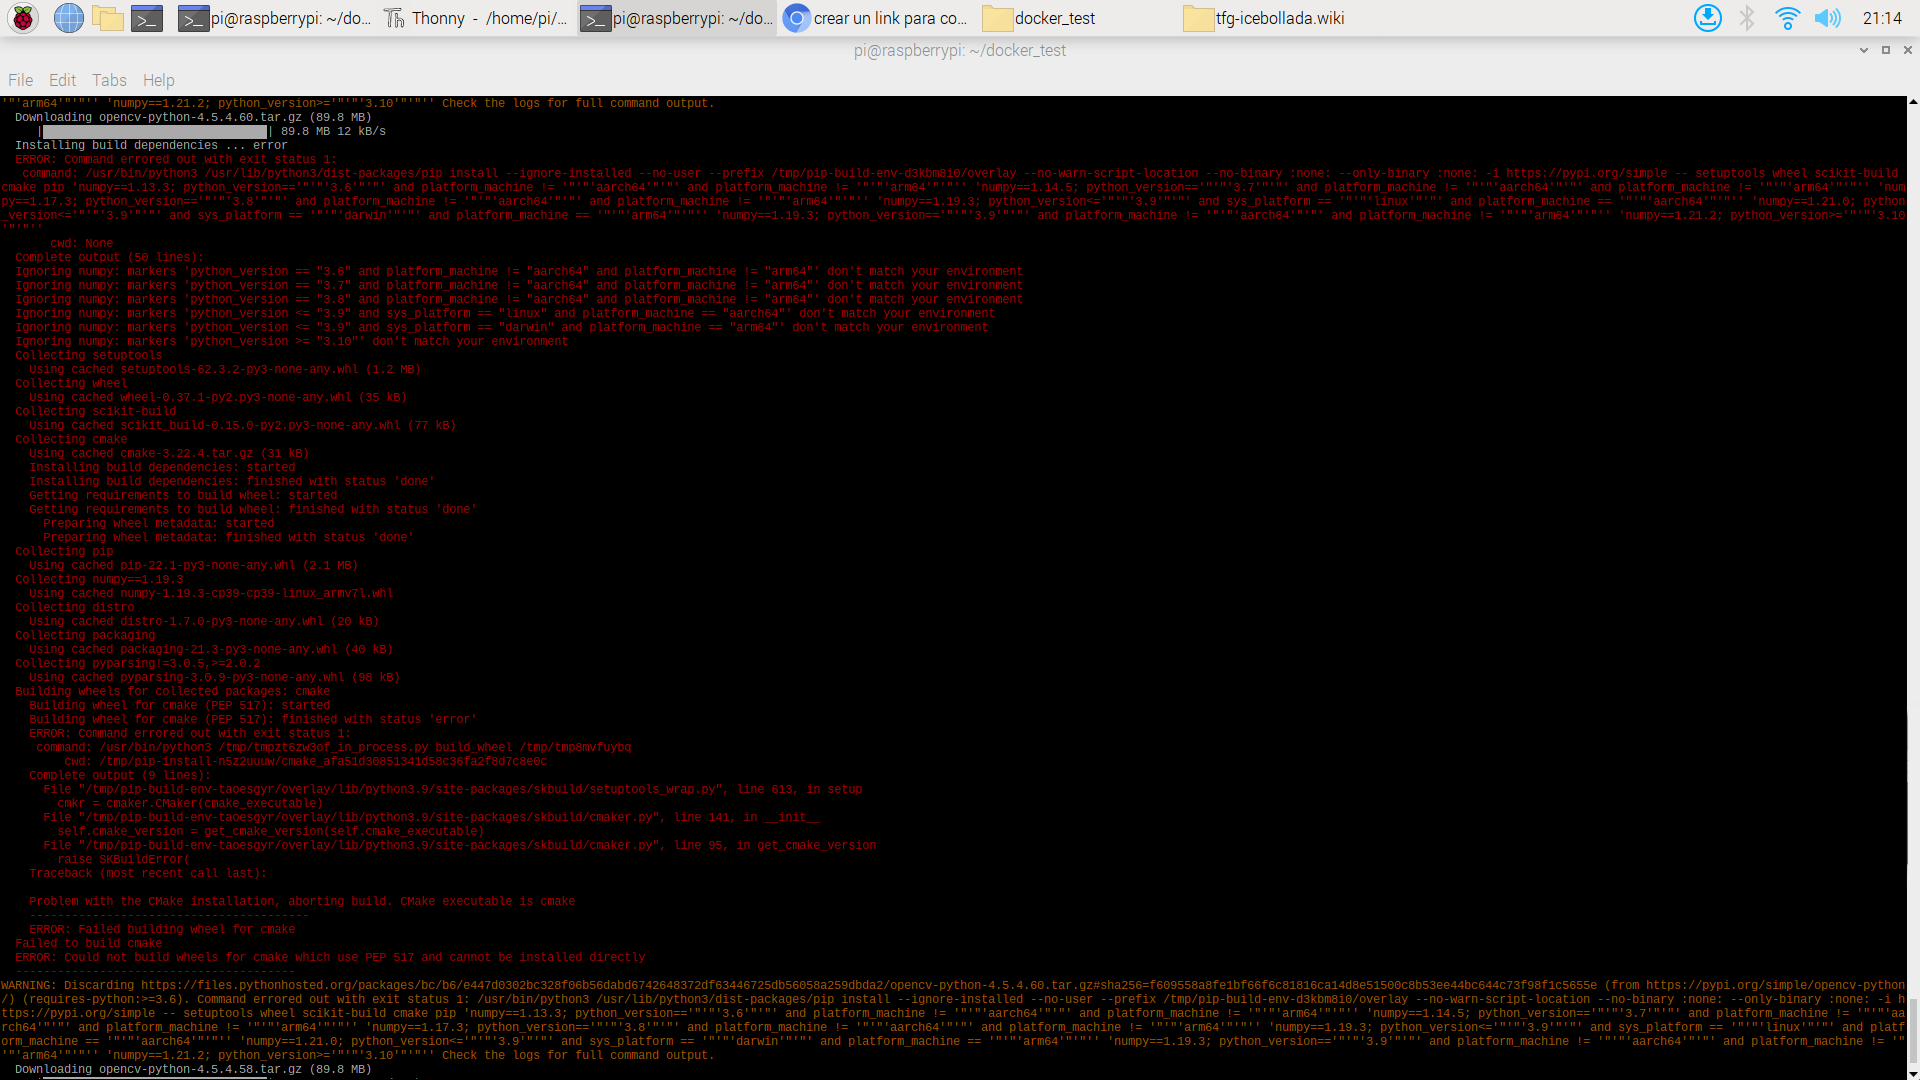 pi@raspberrypi: ~/do...
Thonny - /home/pi/...
pi@raspberrypi: ~/do...
crear un link para co...
docker_test
tfg-icebollada.wiki
21:14
pi@raspberrypi: ~/docker_test
File Edit Tabs Help
'"'arm64'"'"'' 'numpy==1.21.2; python_version>='"'"'3.10'"'"'' Check the logs for full command output.
Downloading opencv-python-4.5.4.60.tar.gz (89.8 MB)
| | 89.8 MB 12 kB/s
Installing build dependencies ... error
ERROR: Command errored out with exit status 1:
command: /usr/bin/python3 /usr/lib/python3/dist-packages/pip install --ignore-installed --no-user --prefix /tmp/pip-build-env-d3kbm8i0/overlay --no-warn-script-location --no-binary :none: --only-binary :none: -i https://pypi.org/simple -- setuptools wheel scikit-build
cmake pip 'numpy==1.13.3; python_version=='"'"'3.6'"'"' and platform_machine != '"'"'aarch64'"'"' and platform_machine != '"'"'arm64'"'"'' 'numpy==1.14.5; python_version=='"'"'3.7'"'"' and platform_machine != '"'"'aarch64'"'"' and platform_machine != '"'"'arm64'"'"'' 'num
py==1.17.3; python_version=='"'"'3.8'"'"' and platform_machine != '"'"'aarch64'"'"' and platform_machine != '"'"'arm64'"'"'' 'numpy==1.19.3; python_version<='"'"'3.9'"'"' and sys_platform == '"'"'linux'"'"' and platform_machine == '"'"'aarch64'"'"'' 'numpy==1.21.0; python
_version<='"'"'3.9'"'"' and sys_platform == '"'"'darwin'"'"' and platform_machine == '"'"'arm64'"'"'' 'numpy==1.19.3; python_version=='"'"'3.9'"'"' and platform_machine != '"'"'aarch64'"'"' and platform_machine != '"'"'arm64'"'"'' 'numpy==1.21.2; python_version>='"'"'3.10
'"'"''
cwd: None
Complete output (50 lines):
Ignoring numpy: markers 'python_version == "3.6" and platform_machine != "aarch64" and platform_machine != "arm64"' don't match your environment
Ignoring numpy: markers 'python_version == "3.7" and platform_machine != "aarch64" and platform_machine != "arm64"' don't match your environment
Ignoring numpy: markers 'python_version == "3.8" and platform_machine != "aarch64" and platform_machine != "arm64"' don't match your environment
Ignoring numpy: markers 'python_version <= "3.9" and sys_platform == "linux" and platform_machine == "aarch64"' don't match your environment
Ignoring numpy: markers 'python_version <= "3.9" and sys_platform == "darwin" and platform_machine == "arm64"' don't match your environment
Ignoring numpy: markers 'python_version >= "3.10"' don't match your environment
Collecting setuptools
Using cached setuptools-62.3.2-py3-none-any.whl (1.2 MB)
Collecting wheel
Using cached wheel-0.37.1-py2.py3-none-any.whl (35 kB)
Collecting scikit-build
Using cached scikit_build-0.15.0-py2.py3-none-any.whl (77 kB)
Collecting cmake
Using cached cmake-3.22.4.tar.gz (31 kB)
Installing build dependencies: started
Installing build dependencies: finished with status 'done'
Getting requirements to build wheel: started
Getting requirements to build wheel: finished with status 'done'
Preparing wheel metadata: started
Preparing wheel metadata: finished with status 'done'
Collecting pip
Using cached pip-22.1-py3-none-any.whl (2.1 MB)
Collecting numpy==1.19.3
Using cached numpy-1.19.3-cp39-cp39-linux_armv7l.whl
Collecting distro
Using cached distro-1.7.0-py3-none-any.whl (20 kB)
Collecting packaging
Using cached packaging-21.3-py3-none-any.whl (40 kB)
Collecting pyparsing!=3.0.5,>=2.0.2
Using cached pyparsing-3.0.9-py3-none-any.whl (98 kB)
Building wheels for collected packages: cmake
Building wheel for cmake (PEP 517): started
Building wheel for cmake (PEP 517): finished with status 'error'
ERROR: Command errored out with exit status 1:
command: /usr/bin/python3 /tmp/tmpzt6zw3of_in_process.py build_wheel /tmp/tmp8mvfuybq
cwd: /tmp/pip-install-n5z2uuuw/cmake_afa51d30851341d58c36fa2f8d7c8e0c
Complete output (9 lines):
File "/tmp/pip-build-env-taoesgyr/overlay/lib/python3.9/site-packages/skbuild/setuptools_wrap.py", line 613, in setup
cmkr = cmaker.CMaker(cmake_executable)
File "/tmp/pip-build-env-taoesgyr/overlay/lib/python3.9/site-packages/skbuild/cmaker.py", line 141, in __init__
self.cmake_version = get_cmake_version(self.cmake_executable)
File "/tmp/pip-build-env-taoesgyr/overlay/lib/python3.9/site-packages/skbuild/cmaker.py", line 95, in get_cmake_version
raise SKBuildError(
Traceback (most recent call last):
Problem with the CMake installation, aborting build. CMake executable is cmake
----------------------------------------
ERROR: Failed building wheel for cmake
Failed to build cmake
ERROR: Could not build wheels for cmake which use PEP 517 and cannot be installed directly
----------------------------------------
WARNING: Discarding https://files.pythonhosted.org/packages/bc/b6/e447d0302bc328f06b56dabd6742648372df63446725db56058a259dbda2/opencv-python-4.5.4.60.tar.gz#sha256=f609558a8fe1bf66f6c81816ca14d8e51500c8b53ee44bc644c73f98f1c5655e (from https://pypi.org/simple/opencv-python
/) (requires-python:>=3.6). Command errored out with exit status 1: /usr/bin/python3 /usr/lib/python3/dist-packages/pip install --ignore-installed --no-user --prefix /tmp/pip-build-env-d3kbm8i0/overlay --no-warn-script-location --no-binary :none: --only-binary :none: -i h
ttps://pypi.org/simple -- setuptools wheel scikit-build cmake pip 'numpy==1.13.3; python_version=='"'"'3.6'"'"' and platform_machine != '"'"'aarch64'"'"' and platform_machine != '"'"'arm64'"'"'' 'numpy==1.14.5; python_version=='"'"'3.7'"'"' and platform_machine != '"'"'aa
rch64'"'"' and platform_machine != '"'"'arm64'"'"'' 'numpy==1.17.3; python_version=='"'"'3.8'"'"' and platform_machine != '"'"'aarch64'"'"' and platform_machine != '"'"'arm64'"'"'' 'numpy==1.19.3; python_version<='"'"'3.9'"'"' and sys_platform == '"'"'linux'"'"' and platf
orm_machine == '"'"'aarch64'"'"'' 'numpy==1.21.0; python_version<='"'"'3.9'"'"' and sys_platform == '"'"'darwin'"'"' and platform_machine == '"'"'arm64'"'"'' 'numpy==1.19.3; python_version=='"'"'3.9'"'"' and platform_machine != '"'"'aarch64'"'"' and platform_machine != '"
'"'arm64'"'"'' 'numpy==1.21.2; python_version>='"'"'3.10'"'"'' Check the logs for full command output.
Downloading opencv-python-4.5.4.58.tar.gz (89.8 MB)